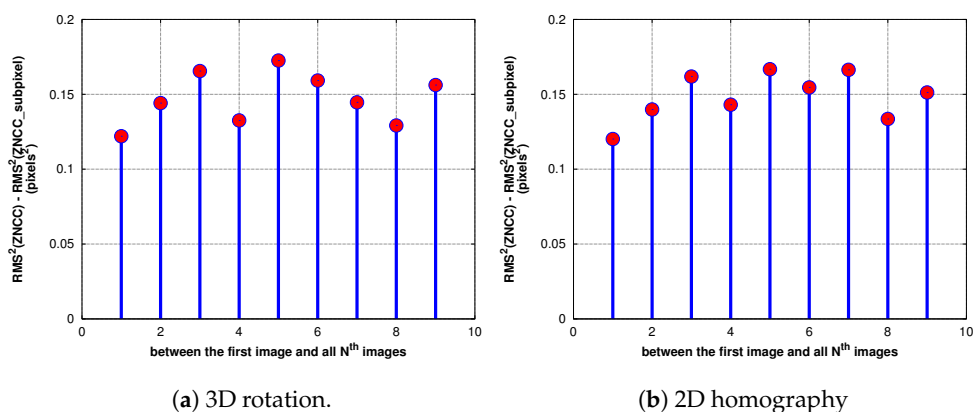 RMS²(ZNCC) - RMS²(ZNCC_subpixel)
(pixels²)
0.2
0.15
0.1
0.05
0
0 2 4 6 8 10
between the first image and all Nᵗʰ images
(a) 3D rotation.
RMS²(ZNCC) - RMS²(ZNCC_subpixel)
(pixels²)
0.2
0.15
0.1
0.05
0
0 2 4 6 8 10
between the first image and all Nᵗʰ images
(b) 2D homography